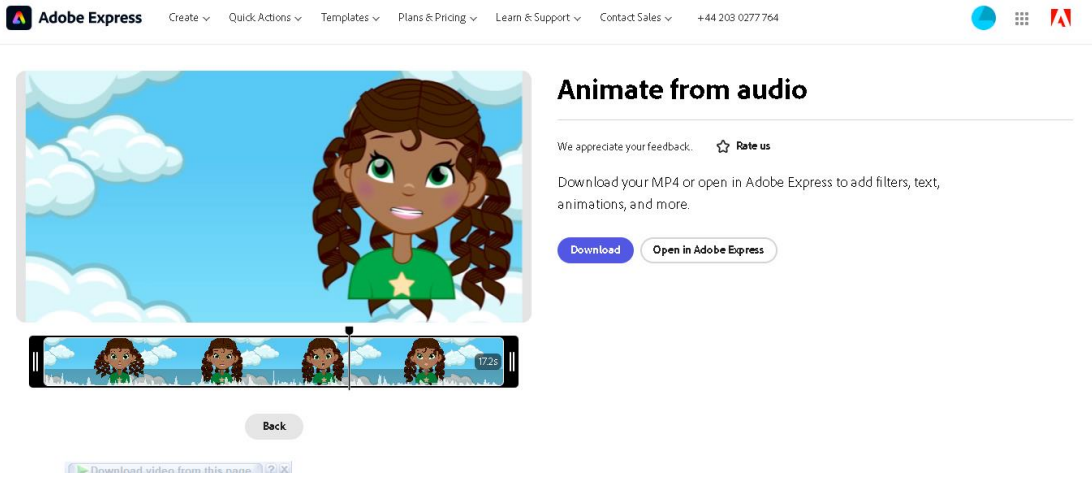 Adobe Express Create Quick Actions Templates Plans & Pricing Learn & Support Contact Sales +44 203 0277 764
Animate from audio
We appreciate your feedback. Rate us
Download your MP4 or open in Adobe Express to add filters, text,
animations, and more.
Download Open in Adobe Express
17.2s
Back
Download video from this page ? X